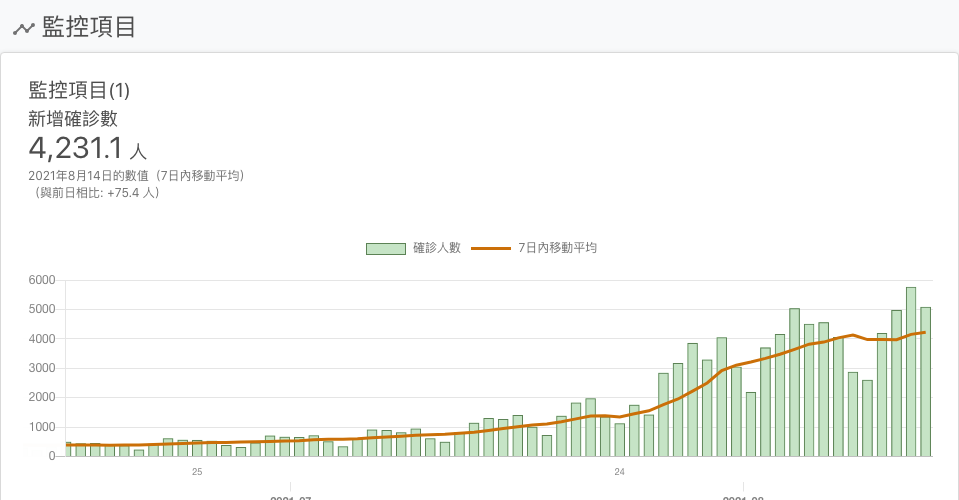 監控項目
監控項目(1)
新增確診數
4,231.1 人
2021年8月14日的數值（7日內移動平均）
（與前日相比: +75.4 人）
確診人數 7日內移動平均
6000
5000
4000
3000
2000
1000
0
25 24
2021-07 2021-08